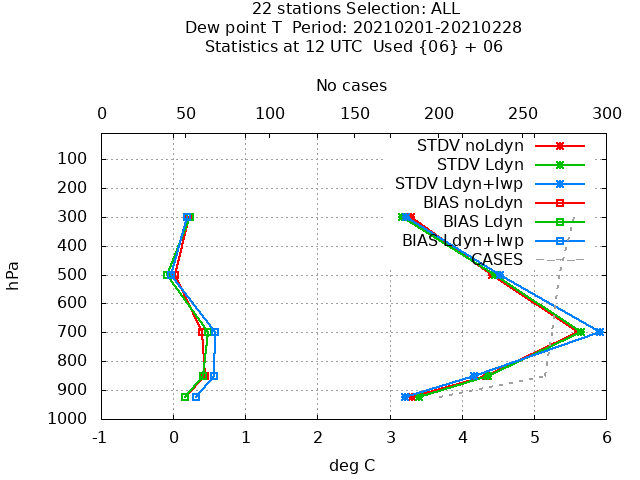 22 stations Selection: ALL
Dew point T  Period: 20210201-20210228
Statistics at 12 UTC  Used {06} + 06
No cases
0 50 100 150 200 250 300
STDV noLdyn
STDV Ldyn
STDV Ldyn+lwp
BIAS noLdyn
BIAS Ldyn
BIAS Ldyn+lwp
CASES
hPa
100
200
300
400
500
600
700
800
900
1000
-1 0 1 2 3 4 5 6
deg C